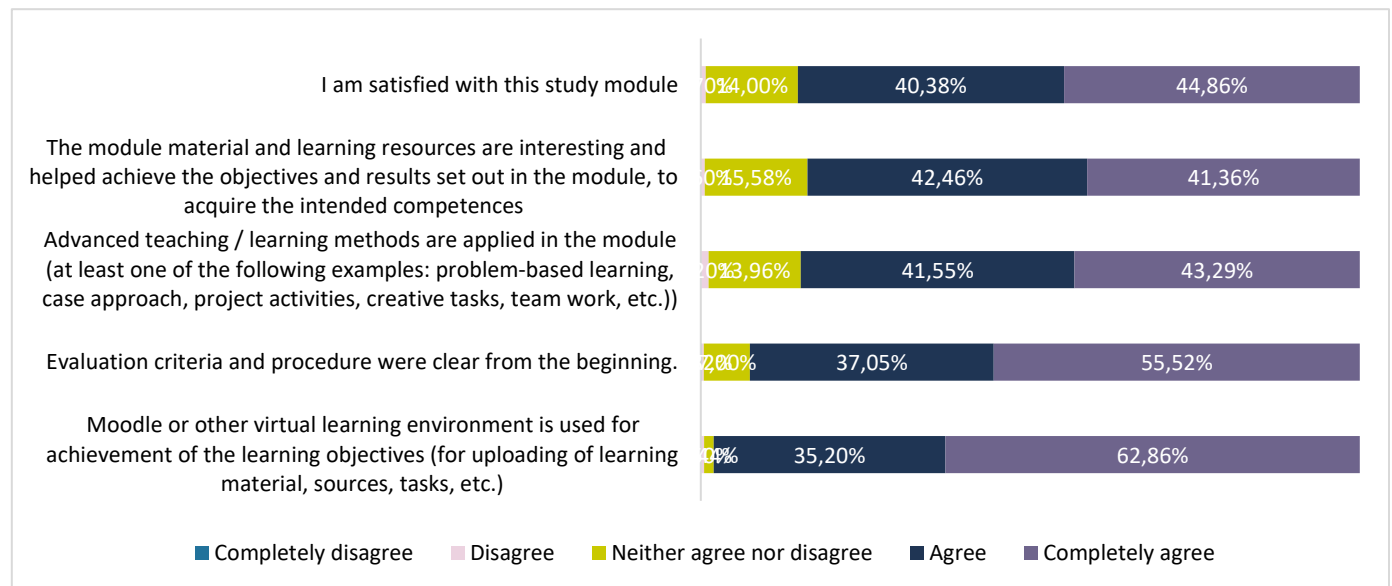 I am satisfied with this study module
14,00% 40,38% 44,86%
The module material and learning resources are interesting and
helped achieve the objectives and results set out in the module, to
acquire the intended competences
15,58% 42,46% 41,36%
Advanced teaching / learning methods are applied in the module
(at least one of the following examples: problem-based learning,
case approach, project activities, creative tasks, team work, etc.))
13,96% 41,55% 43,29%
Evaluation criteria and procedure were clear from the beginning.
37,05% 55,52%
Moodle or other virtual learning environment is used for
achievement of the learning objectives (for uploading of learning
material, sources, tasks, etc.)
35,20% 62,86%
Completely disagree Disagree Neither agree nor disagree Agree Completely agree